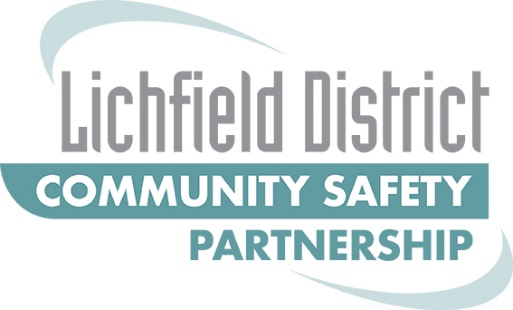 Lichfield District
COMMUNITY SAFETY
PARTNERSHIP